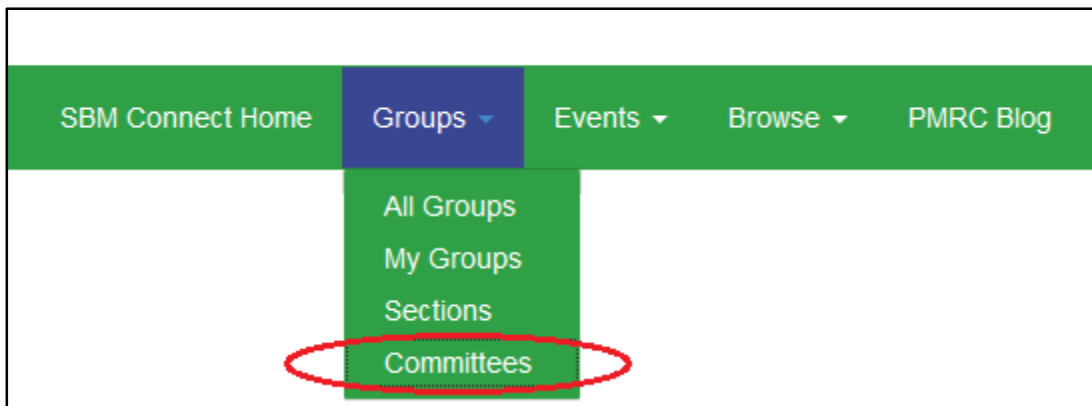 SBM Connect Home Groups Events Browse PMRC Blog
All Groups
My Groups
Sections
Committees